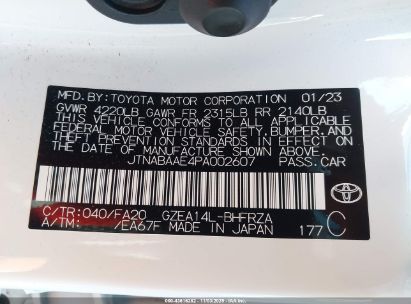 MFD.BY:TOYOTA MOTOR CORPORATION 01/23
GVWR 4220LB GAWR FR 2315LB RR 2140LB
THIS VEHICLE CONFORMS TO ALL APPLICABLE
FEDERAL MOTOR VEHICLE SAFETY,BUMPER,AND
THEFT PREVENTION STANDARDS IN EFFECT ON
THE DATE OF MANUFACTURE SHOWN ABOVE.
JTNABAAE4PA002607 PASS.CAR
C/TR:040/FA20 GZEA14L-BHFRZA
A/TM: /EA67F MADE IN JAPAN 177 C
TOYOTA